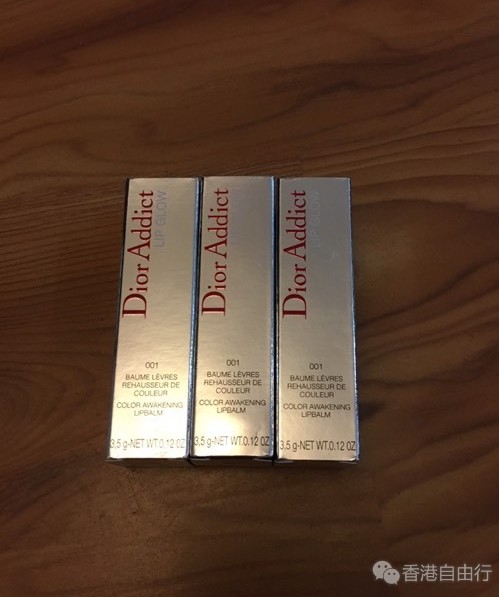 Dior Addict
LIP GLOW
001
BAUME LÈVRES
REHAUSSEUR DE
COULEUR
COLOR AWAKENING
LIPBALM
3,5 g-NET WT.0.12 OZ
Dior Addict
001
BAUME LÈVRES
REHAUSSEUR DE
COULEUR
COLOR AWAKENING
LIPBALM
3,5 g-NET WT.0.12 OZ
Dior Addict
LIP GLOW
001
BAUME LÈVRES
REHAUSSEUR DE
COULEUR
COLOR AWAKENING
LIPBALM
3,5 g-NET WT.0.12 OZ
香港自由行